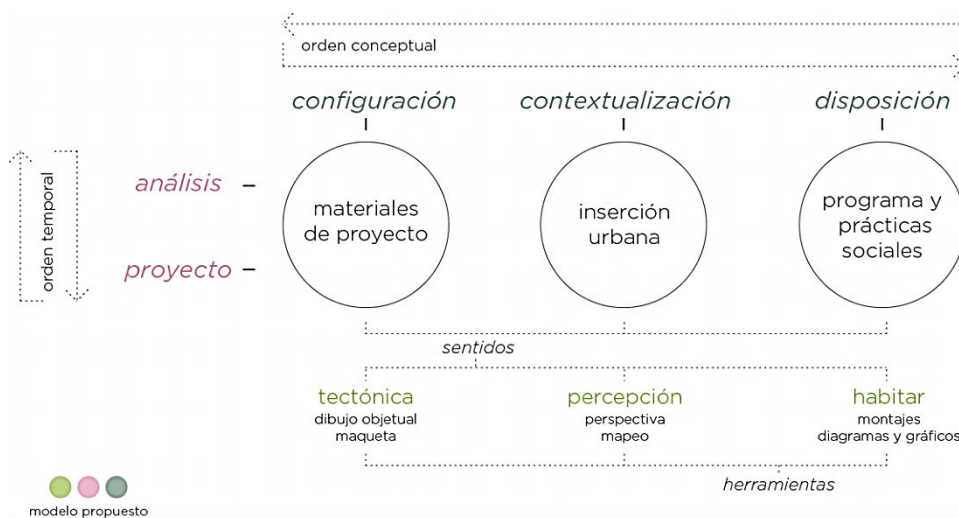 orden conceptual
configuración
contextualización
disposición
orden temporal
análisis
proyecto
materiales
de proyecto
inserción
urbana
programa y
prácticas
sociales
sentidos
tectónica
dibujo objetual
maqueta
percepción
perspectiva
mapeo
habitar
montajes
diagramas y gráficos
herramientas
modelo propuesto